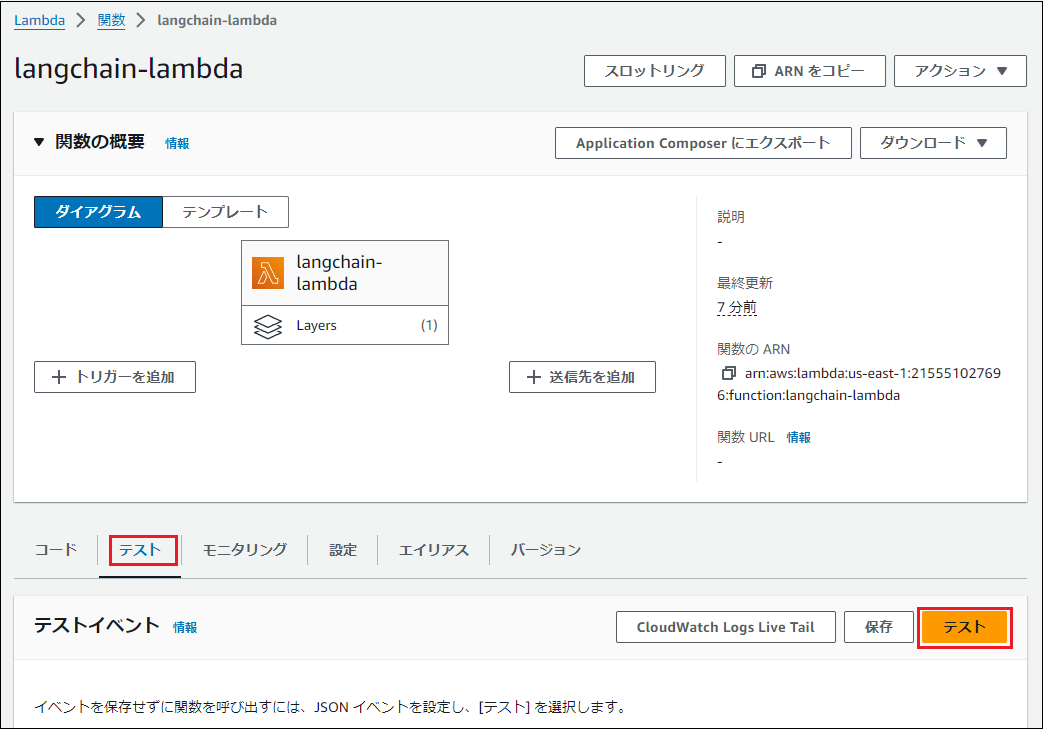 Lambda > 関数 > langchain-lambda
langchain-lambda
スロットリング
ARN をコピー
アクション ▼
▼ 関数の概要 情報
Application Composer にエクスポート
ダウンロード ▼
ダイアグラム
テンプレート
langchain-
lambda
Layers (1)
+ トリガーを追加
+ 送信先を追加
説明
-
最終更新
7 分前
関数の ARN
arn:aws:lambda:us-east-1:21555102769
6:function:langchain-lambda
関数 URL 情報
-
コード
テスト
モニタリング
設定
エイリアス
バージョン
テストイベント 情報
CloudWatch Logs Live Tail
保存
テスト
イベントを保存せずに関数を呼び出すには、JSON イベントを設定し、[テスト] を選択します。